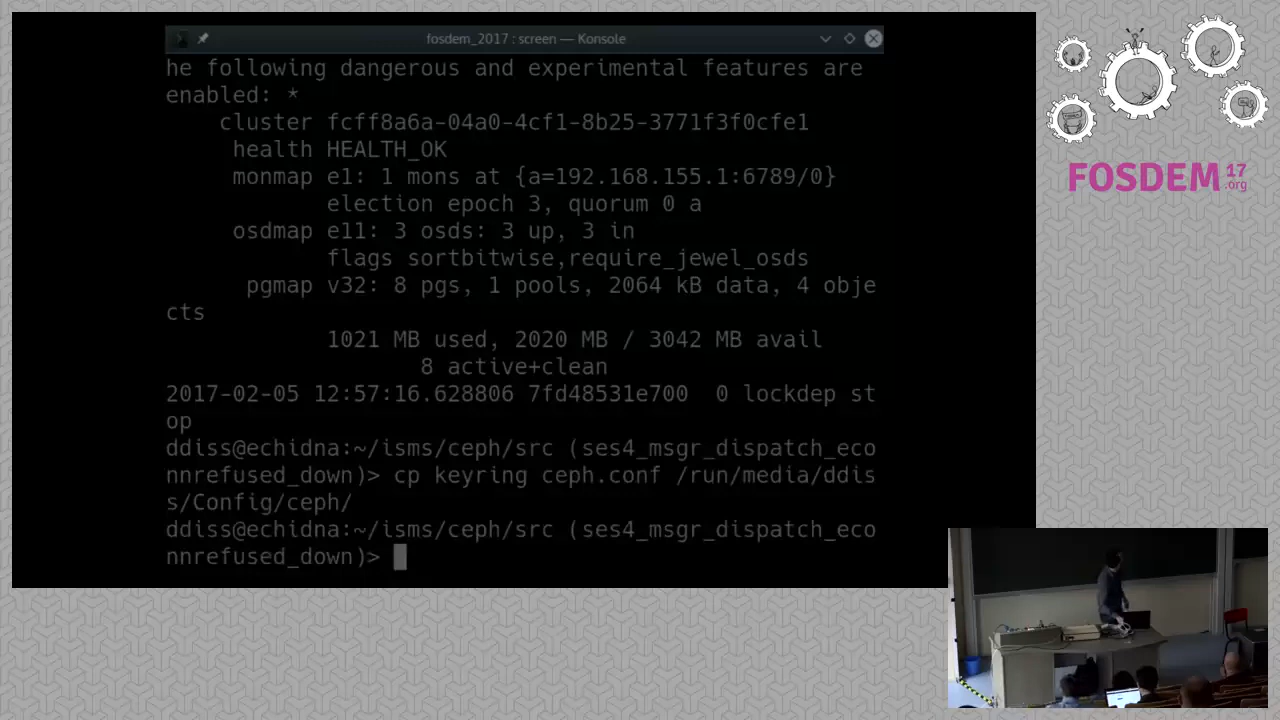 fosdem_2017 : screen — Konsole
he following dangerous and experimental features are
enabled: *
cluster fcff8a6a-04a0-4cf1-8b25-3771f3f0cfe1
health HEALTH_OK
monmap e1: 1 mons at {a=192.168.155.1:6789/0}
election epoch 3, quorum 0 a
osdmap e11: 3 osds: 3 up, 3 in
flags sortbitwise,require_jewel_osds
pgmap v32: 8 pgs, 1 pools, 2064 kB data, 4 obje
cts
1021 MB used, 2020 MB / 3042 MB avail
8 active+clean
2017-02-05 12:57:16.628806 7fd48531e700  0 lockdep st
op
ddiss@echidna:~/isms/ceph/src (ses4_msgr_dispatch_eco
nnrefused_down)> cp keyring ceph.conf /run/media/ddis
s/Config/ceph/
ddiss@echidna:~/isms/ceph/src (ses4_msgr_dispatch_eco
nnrefused_down)>
FOSDEM 17
.org